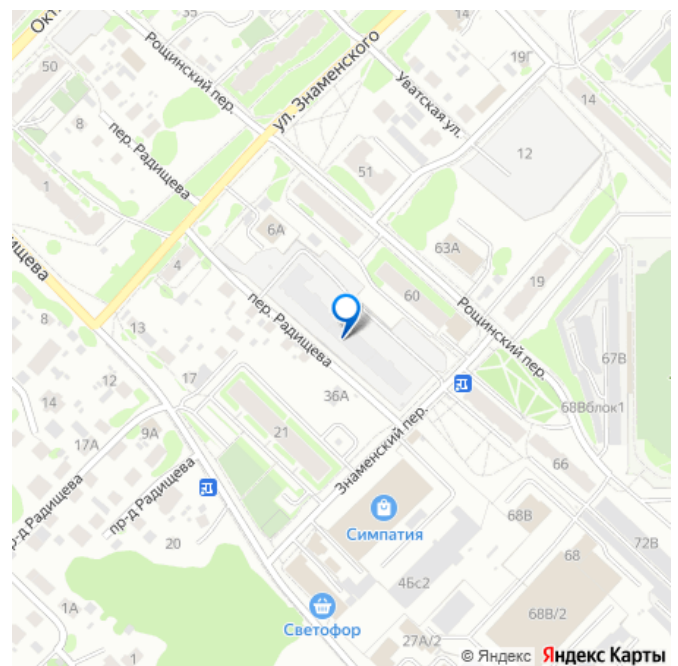 Окт
35
14
Рощинский пер.
ул. Знаменского
19Г
50
Уватская ул.
14
8
пер. Радищева
12
1
51
6А
63А
4
19
ищева
60
8
пер. Радищева
Рощинский пер.
13
67В
12
17
36А
68Вблок1
14
9А
21
17А
Знаменский пер.
66
пр-д Радищева
р-д Радищева
20
Симпатия
68В
72В
68
4Бс2
1А
68В/2
Светофор
27А/2
1
© Яндекс Яндекс Карты